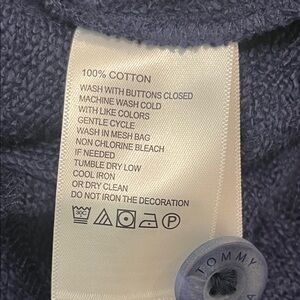 100% COTTON
WASH WITH BUTTONS CLOSED
MACHINE WASH COLD
WITH LIKE COLORS
GENTLE CYCLE
WASH IN MESH BAG
NON CHLORINE BLEACH
IF NEEDED
TUMBLE DRY LOW
COOL IRON
OR DRY CLEAN
DO NOT IRON THE DECORATION
TOMMY